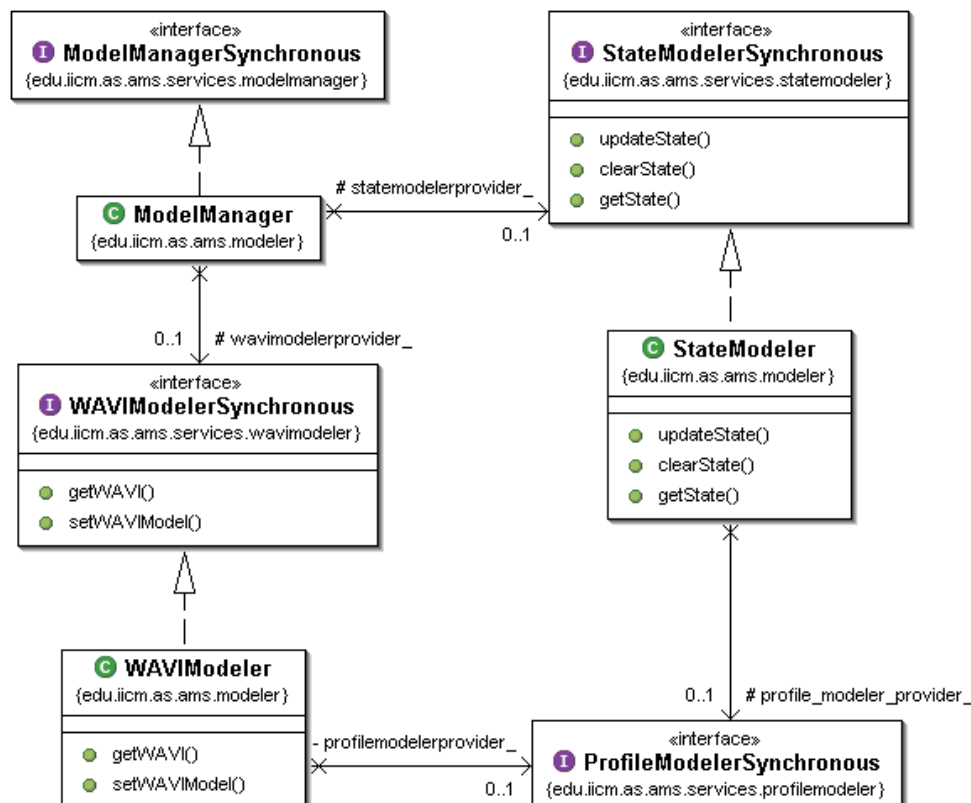 «interface»
I ModelManagerSynchronous
{edu.iicm.as.ams.services.modelmanager}
«interface»
I StateModelerSynchronous
{edu.iicm.as.ams.services.statemodeler}
updateState()
clearState()
getState()
# statemodelerprovider_
0..1
C ModelManager
{edu.iicm.as.ams.modeler}
0..1 # wavimodelerprovider_
«interface»
I WAVIModelerSynchronous
{edu.iicm.as.ams.services.wavimodeler}
getWAVI()
setWAVIModel()
C StateModeler
{edu.iicm.as.ams.modeler}
updateState()
clearState()
getState()
C WAVIModeler
{edu.iicm.as.ams.modeler}
getWAVI()
setWAVIModel()
- profilemodelerprovider_
0..1
0..1 # profile_modeler_provider_
«interface»
I ProfileModelerSynchronous
{edu.iicm.as.ams.services.profilemodeler}